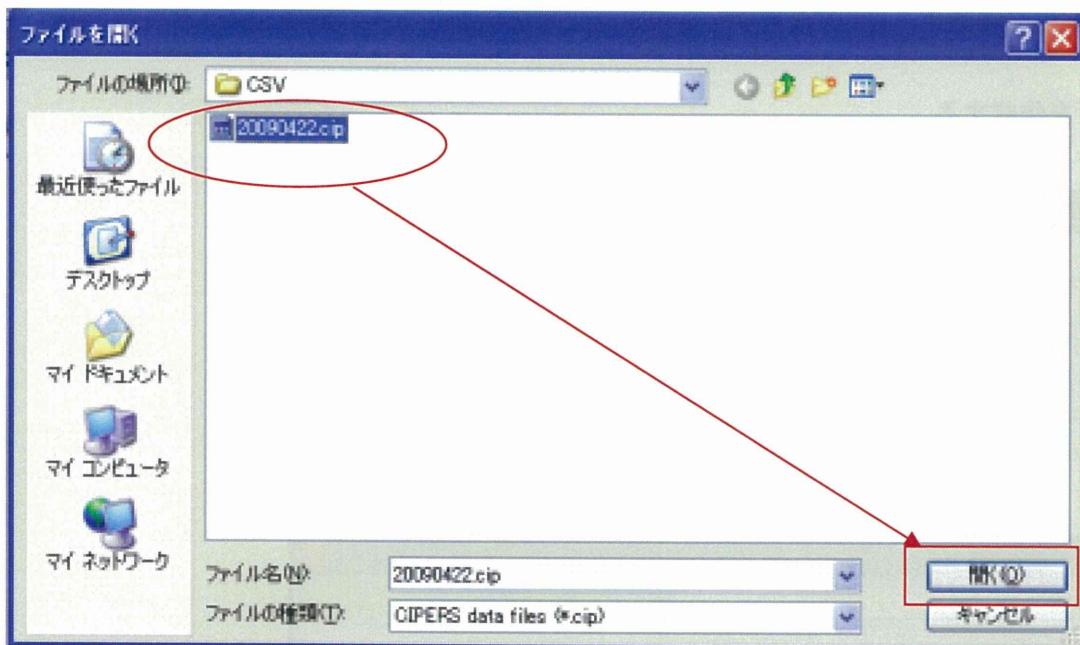 ファイルを開く
ファイルの場所(I):
CSV
20090422.cip
最近使ったファイル
デスクトップ
マイ ドキュメント
マイ コンピュータ
マイ ネットワーク
ファイル名(N):
20090422.cip
開く(O)
ファイルの種類(T):
CIPERS data files (*.cip)
キャンセル